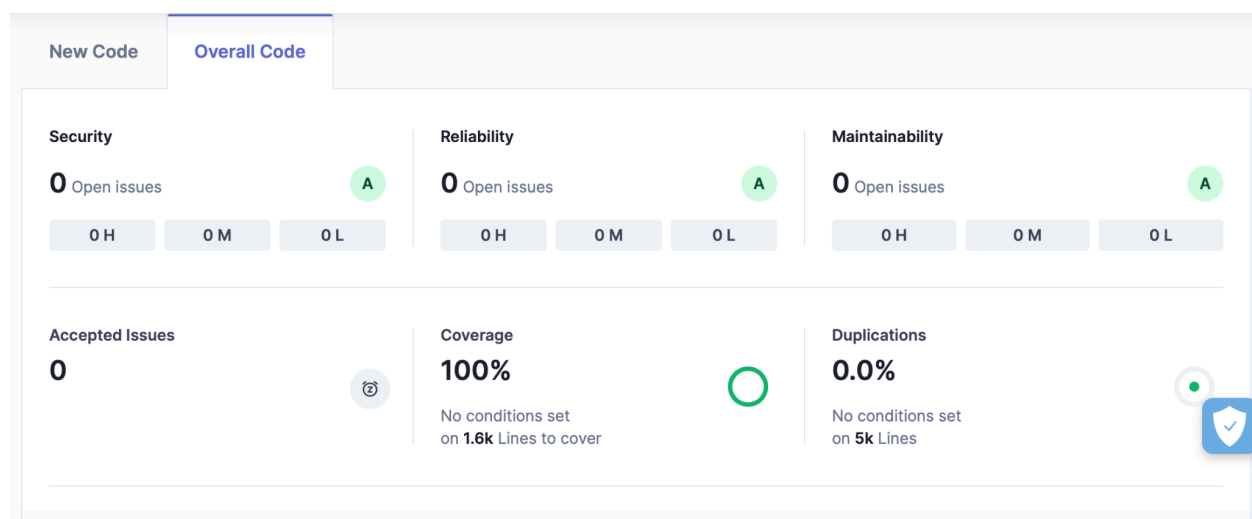 New Code
Overall Code
Security
Reliability
Maintainability
0 Open issues
A
0 Open issues
A
0 Open issues
A
0 H
0 M
0 L
0 H
0 M
0 L
0 H
0 M
0 L
Accepted Issues
Coverage
Duplications
0
z
100%
0.0%
No conditions set
on 1.6k Lines to cover
No conditions set
on 5k Lines